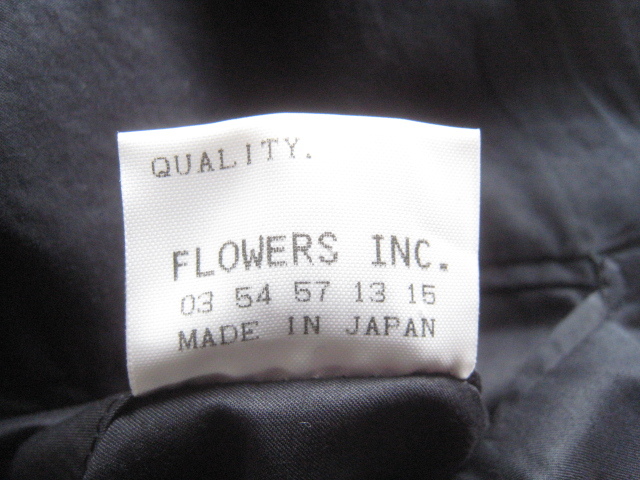 QUALITY.
FLOWERS INC.
03 54 57 13 15
MADE IN JAPAN